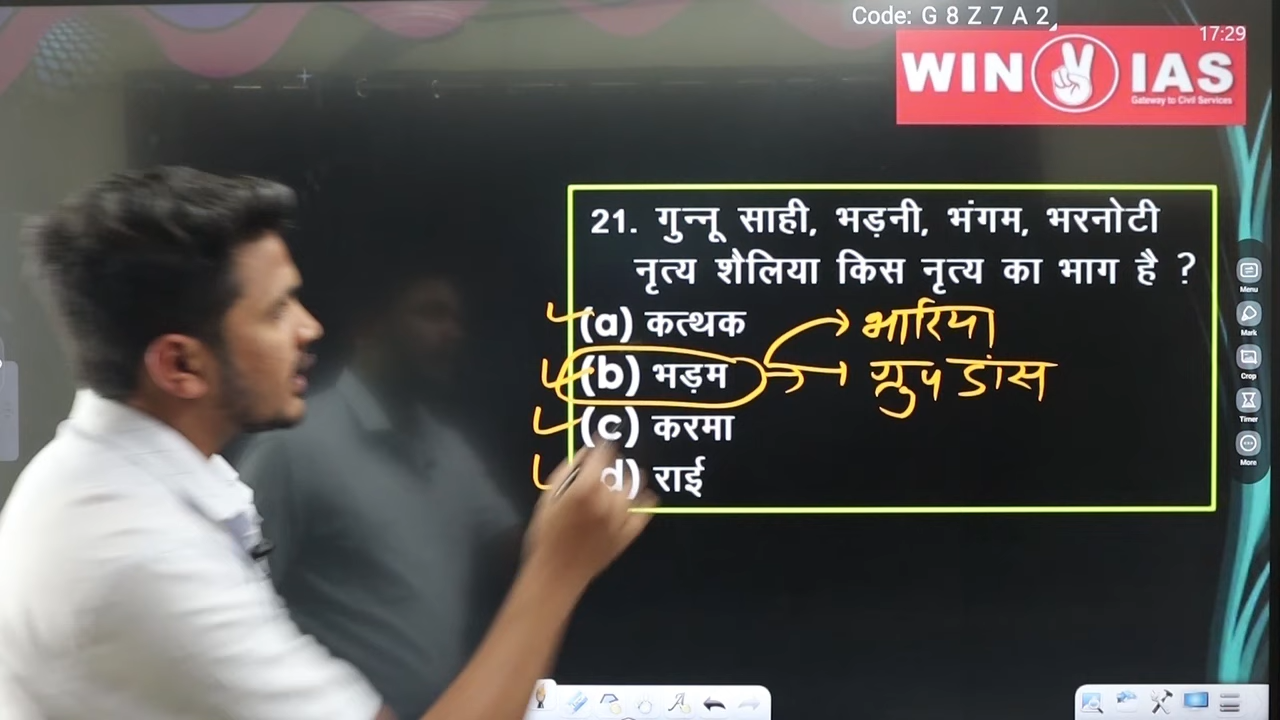 Code: G 8 Z 7 A 2
17:29
WIN IAS
Gateway to Civil Services
21. गुन्नू साही, भड़नी, भंगम, भरनोटी
नृत्य शैलिया किस नृत्य का भाग है ?
(a) कत्थक
भारिया
(b) भड़म
ग्रुप डांस
(c) करमा
(d) राई
Menu
Mark
Crop
Timer
More